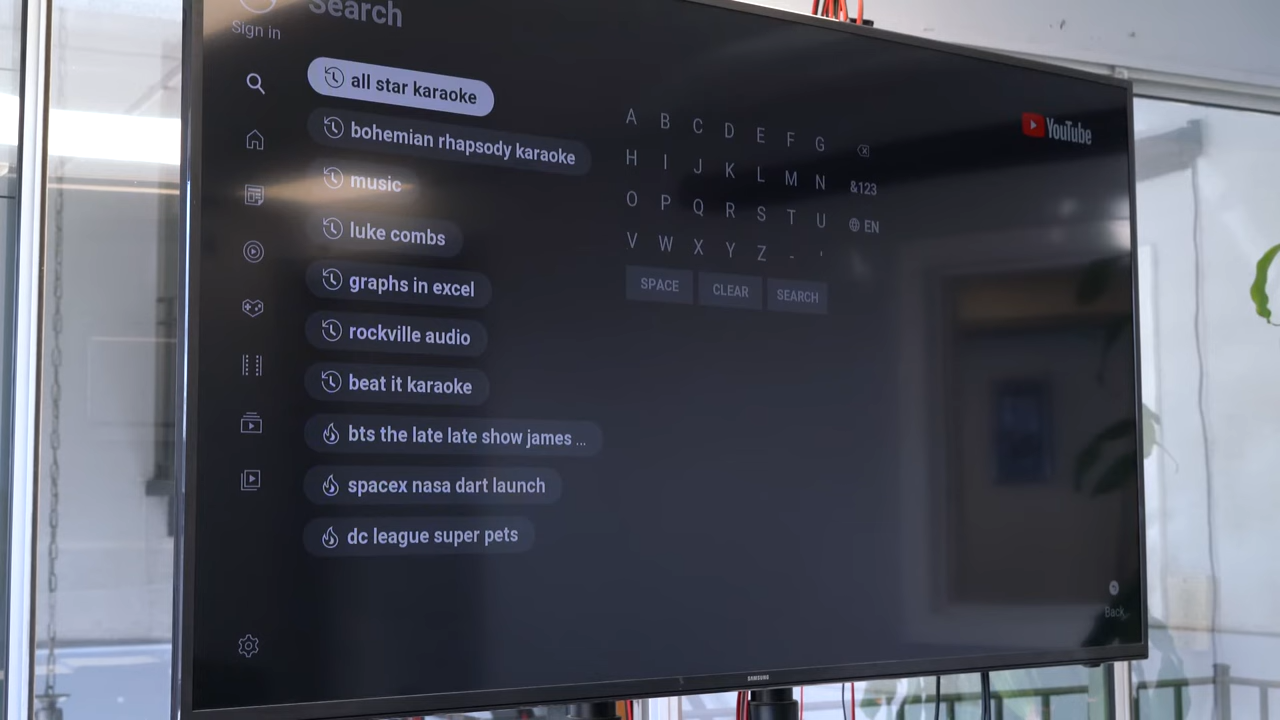 Search
Sign in
all star karaoke
bohemian rhapsody karaoke
music
luke combs
graphs in excel
rockville audio
beat it karaoke
bts the late late show james ...
spacex nasa dart launch
dc league super pets
A B C D E F G
H I J K L M N &123
O P Q R S T U EN
V W X Y Z - '
SPACE CLEAR SEARCH
YouTube
Back
SAMSUNG